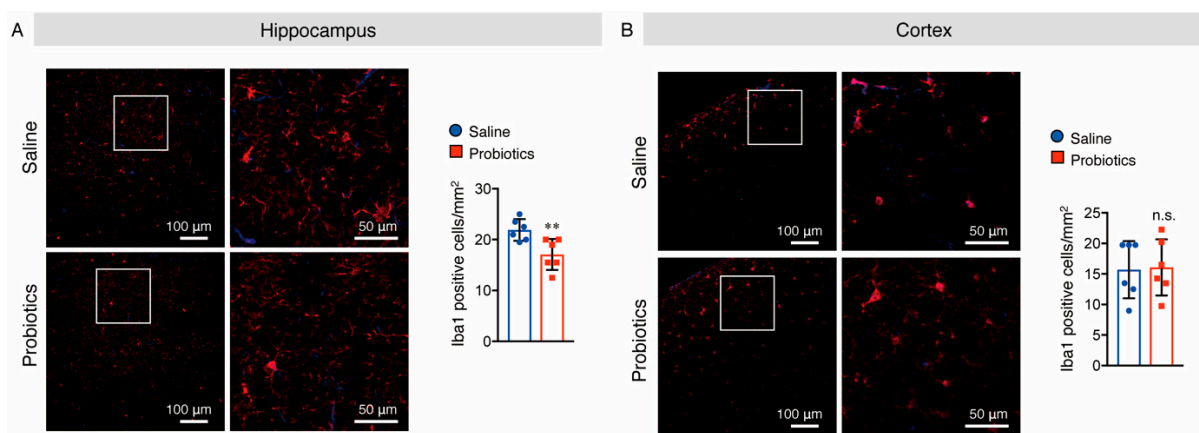 A
Hippocampus
Saline
100 µm
50 µm
Probiotics
100 µm
50 µm
Saline
Probiotics
Iba1 positive cells/mm²
30
20
10
0
**
B
Cortex
Saline
100 µm
50 µm
Probiotics
100 µm
50 µm
Saline
Probiotics
Iba1 positive cells/mm²
25
20
15
10
5
0
n.s.